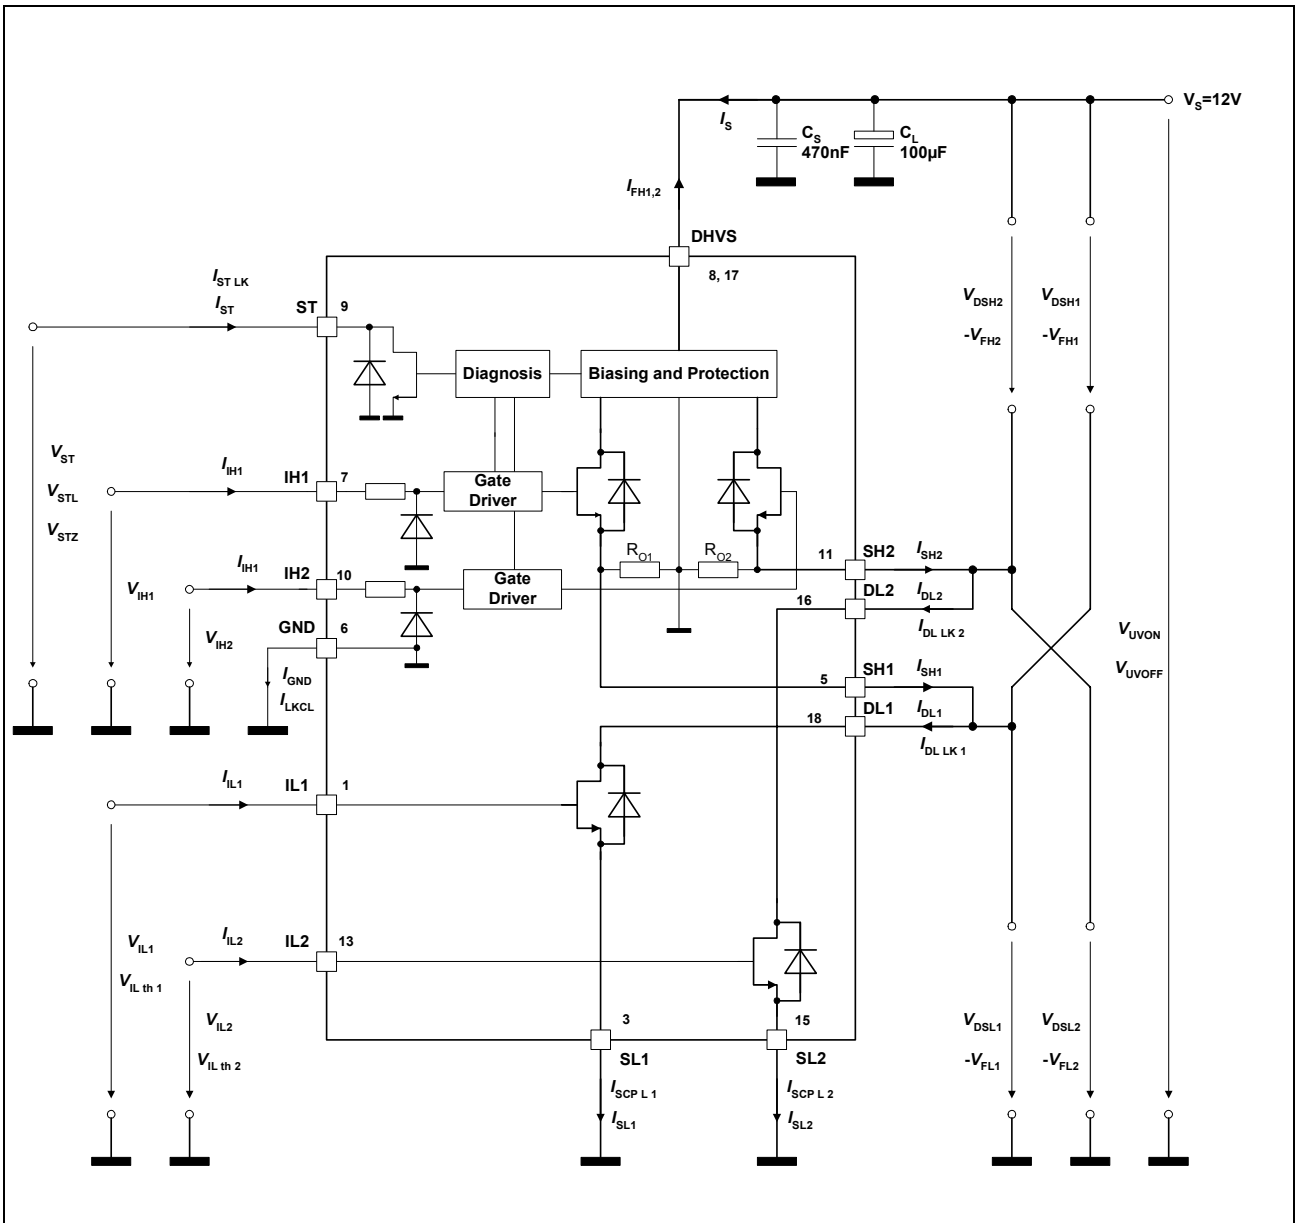 VS=12V
IS
CS
470nF
CL
100µF
IFH1,2
DHVS
8, 17
IST LK
IST
ST
9
VDSH2
VDSH1
-VFH2
-VFH1
Diagnosis
Biasing and Protection
VST
VSTL
VSTZ
IIH1
IH1
7
Gate
Driver
RO1
RO2
11
SH2
ISH2
IIH1
IH2
10
Gate
Driver
DL2
IDL2
16
IDL LK 2
VIH1
VIH2
GND
6
IGND
ILKCL
VUVON
VUVOFF
5
SH1
ISH1
18
DL1
IDL1
IDL LK 1
IIL1
IL1
1
VIL1
VIL th 1
IIL2
IL2
13
VIL2
VIL th 2
3
SL1
15
SL2
VDSL1
VDSL2
-VFL1
-VFL2
ISCP L 1
ISL1
ISCP L 2
ISL2